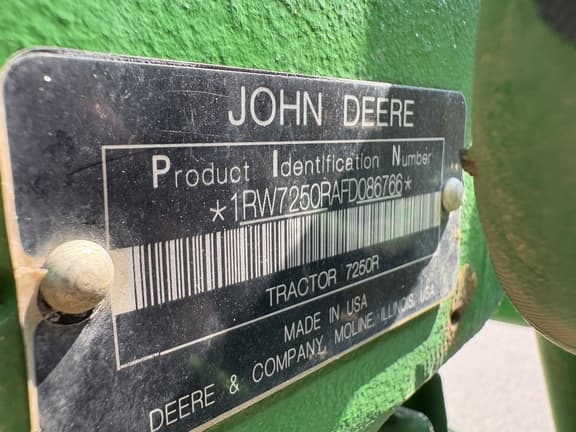 JOHN DEERE
Product Identification Number
*1RW7250RAFD086766*
TRACTOR 7250R
MADE IN USA
DEERE & COMPANY, MOLINE, ILLINOIS, USA